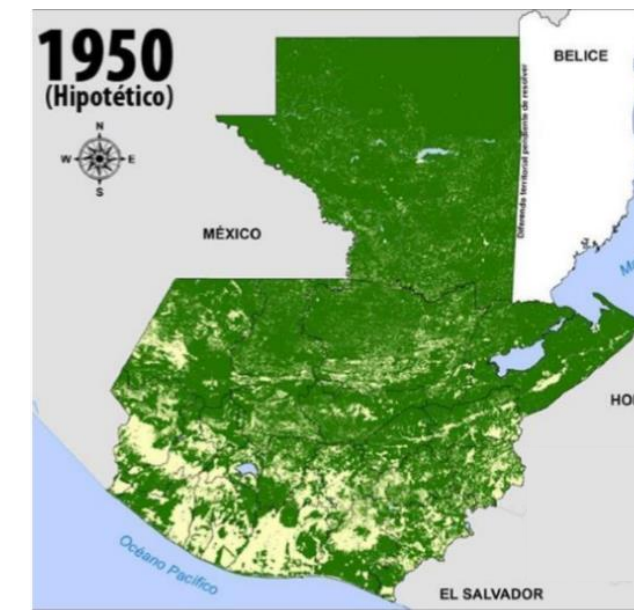 1950
(Hipotético)
N
W
E
S
BELICE
Diferendo territorial pendiente de resolver
MÉXICO
Océano Pacífico
EL SALVADOR